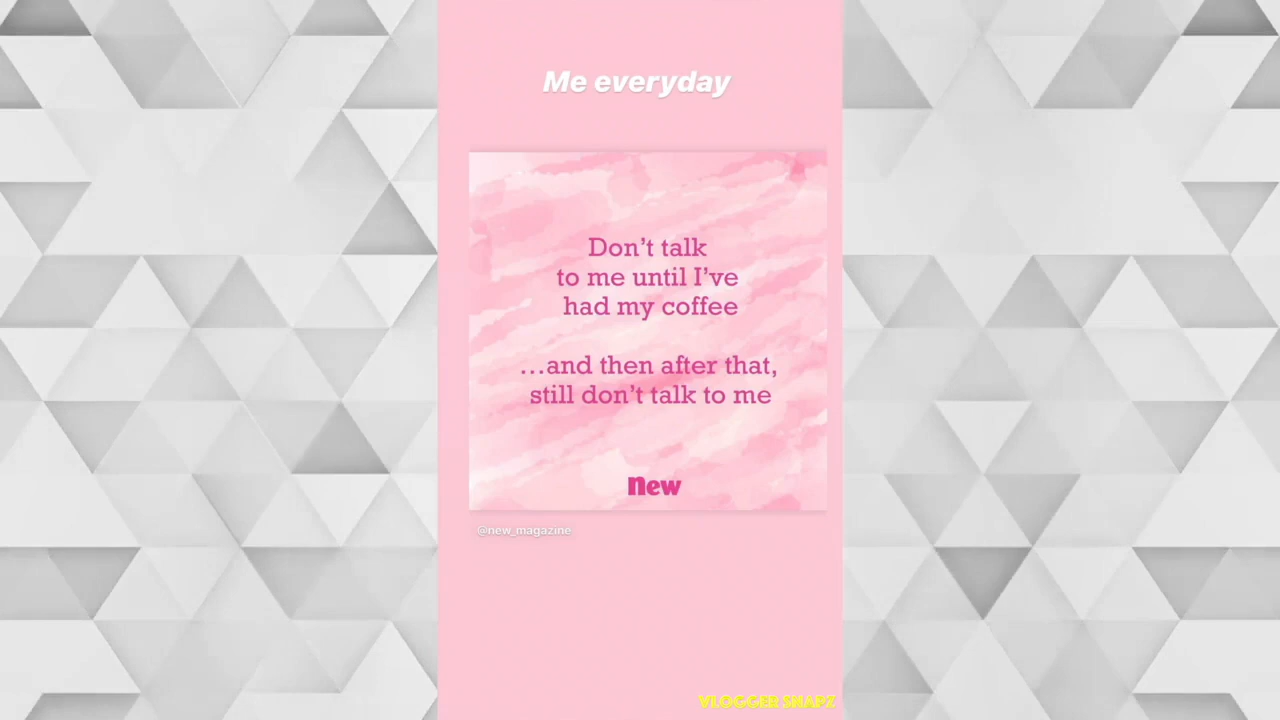 Me everyday
Don’t talk
to me until I’ve
had my coffee
...and then after that,
still don’t talk to me
New
@new_magazine
VLOGGER SNAPZ